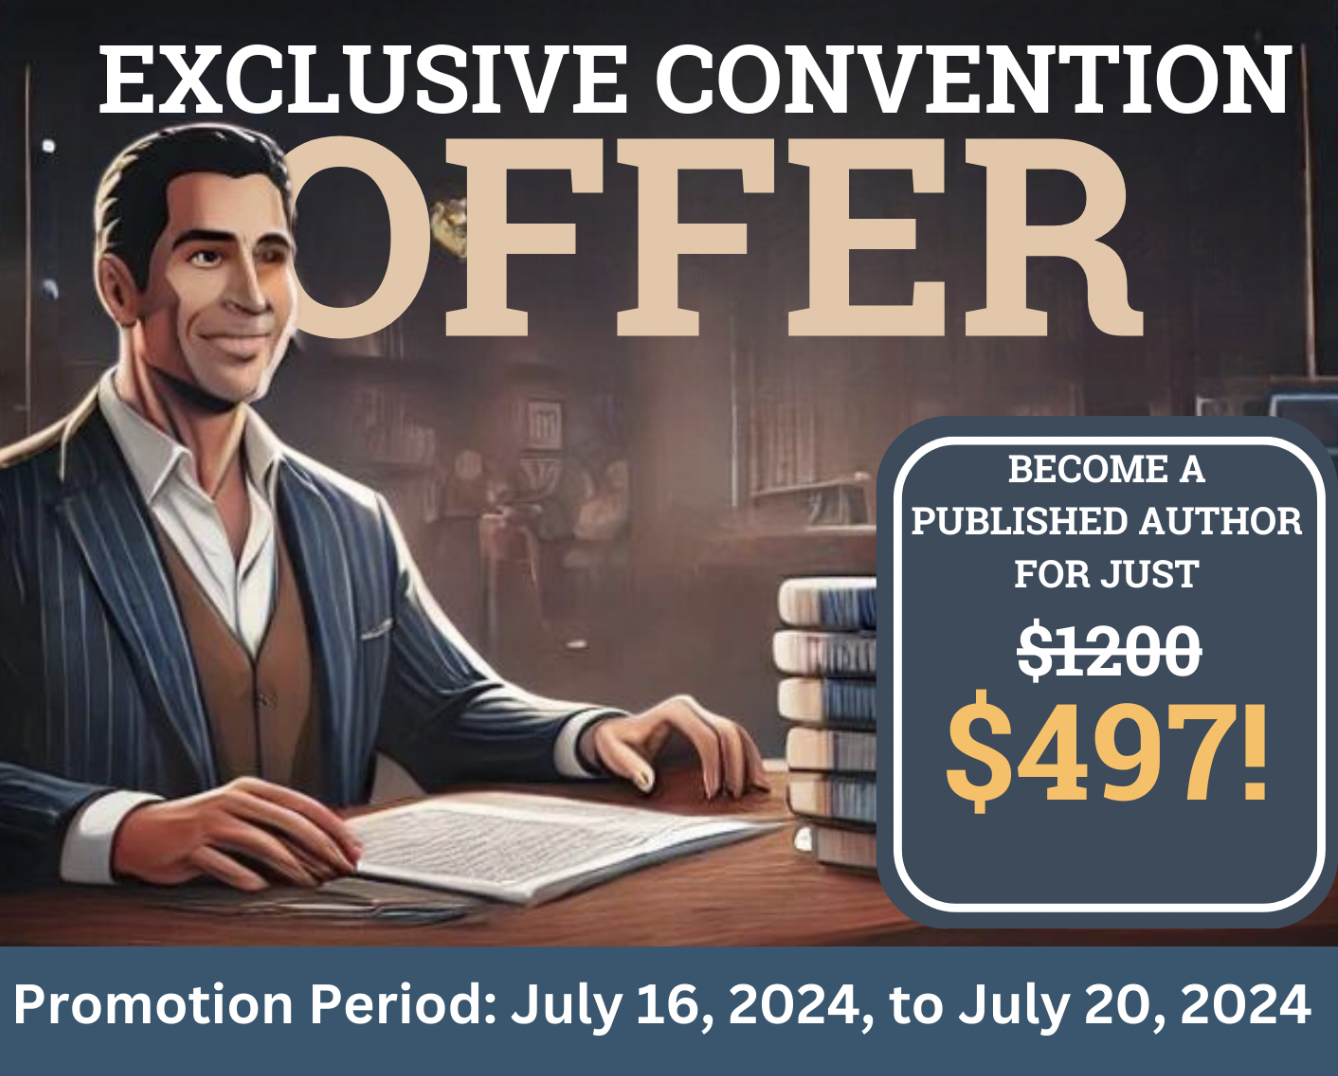 EXCLUSIVE CONVENTION
OFFER
BECOME A
PUBLISHED AUTHOR
FOR JUST
$1200
$497!
Promotion Period: July 16, 2024, to July 20, 2024